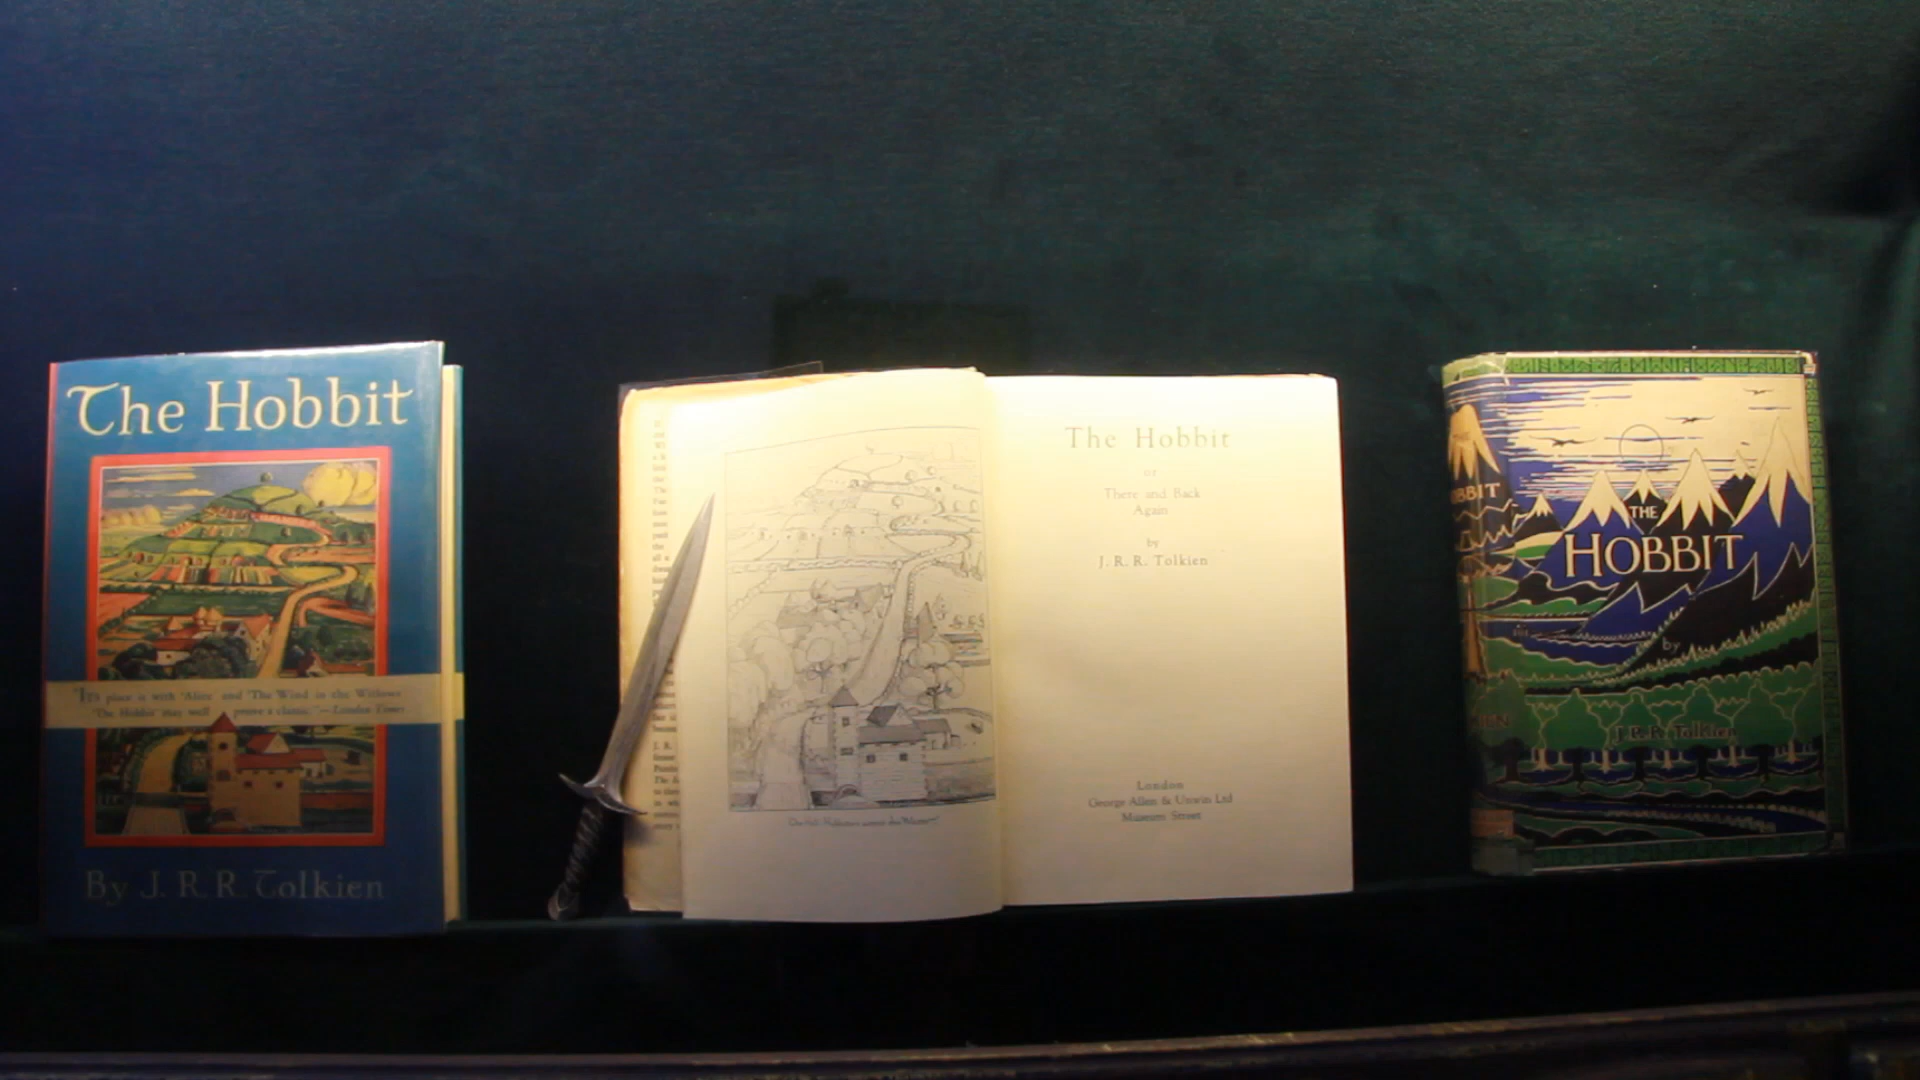 The Hobbit
"Its place is with 'Alice' and 'The Wind in the Willows'
'The Hobbit' may well prove a classic."—London Times
By J. R. R. Tolkien
J. R.
The Hobbit
or
There and Back
Again
by
J. R. R. Tolkien
London
George Allen & Unwin Ltd
Museum Street
THE
HOBBIT
by
J. R. R. Tolkien